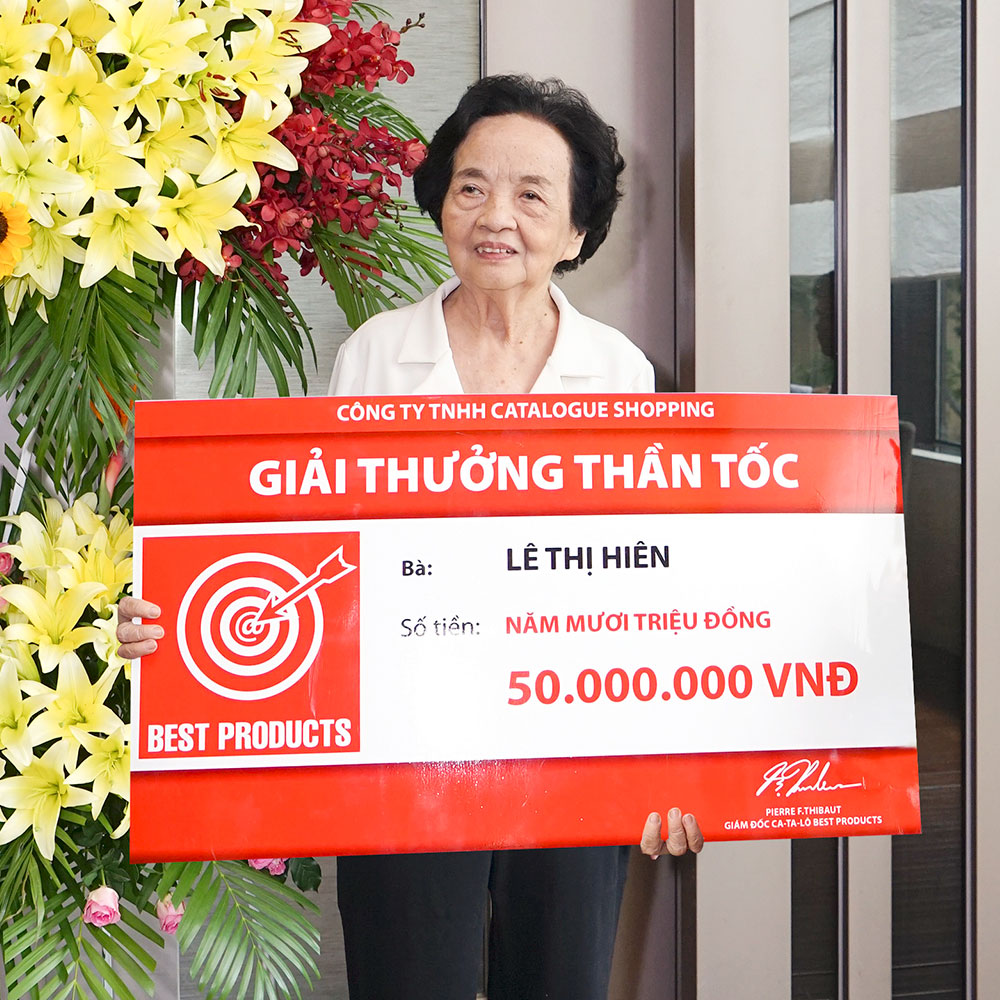 CÔNG TY TNHH CATALOGUE SHOPPING
GIẢI THƯỞNG THẦN TỐC
Bà: LÊ THỊ HIÊN
Số tiền: NĂM MƯƠI TRIỆU ĐỒNG
50.000.000 VNĐ
@
BEST PRODUCTS
PIERRE F.THIBAUT
GIÁM ĐỐC CA-TA-LÔ BEST PRODUCTS